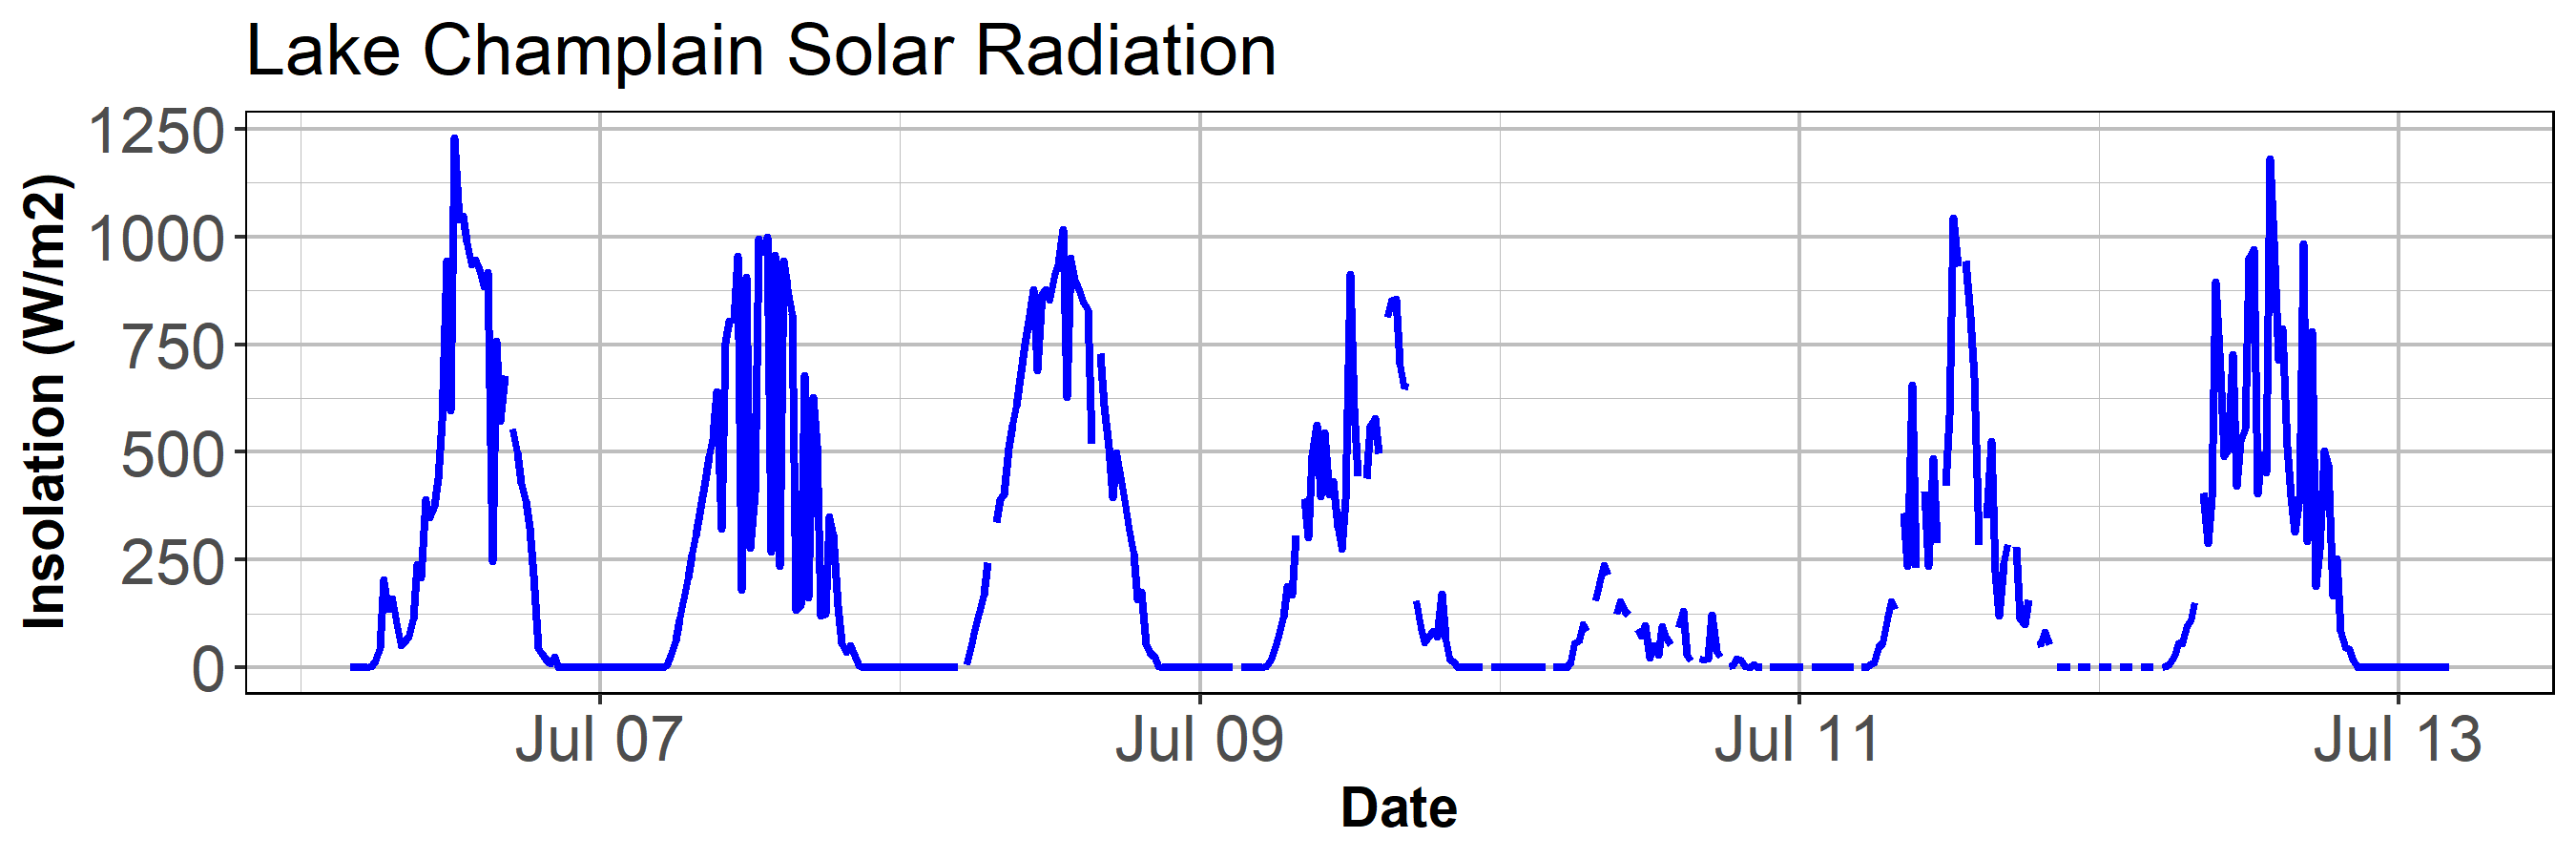 Lake Champlain Solar Radiation
Insolation (W/m2)
1250
1000
750
500
250
0
Jul 07
Jul 09
Jul 11
Jul 13
Date